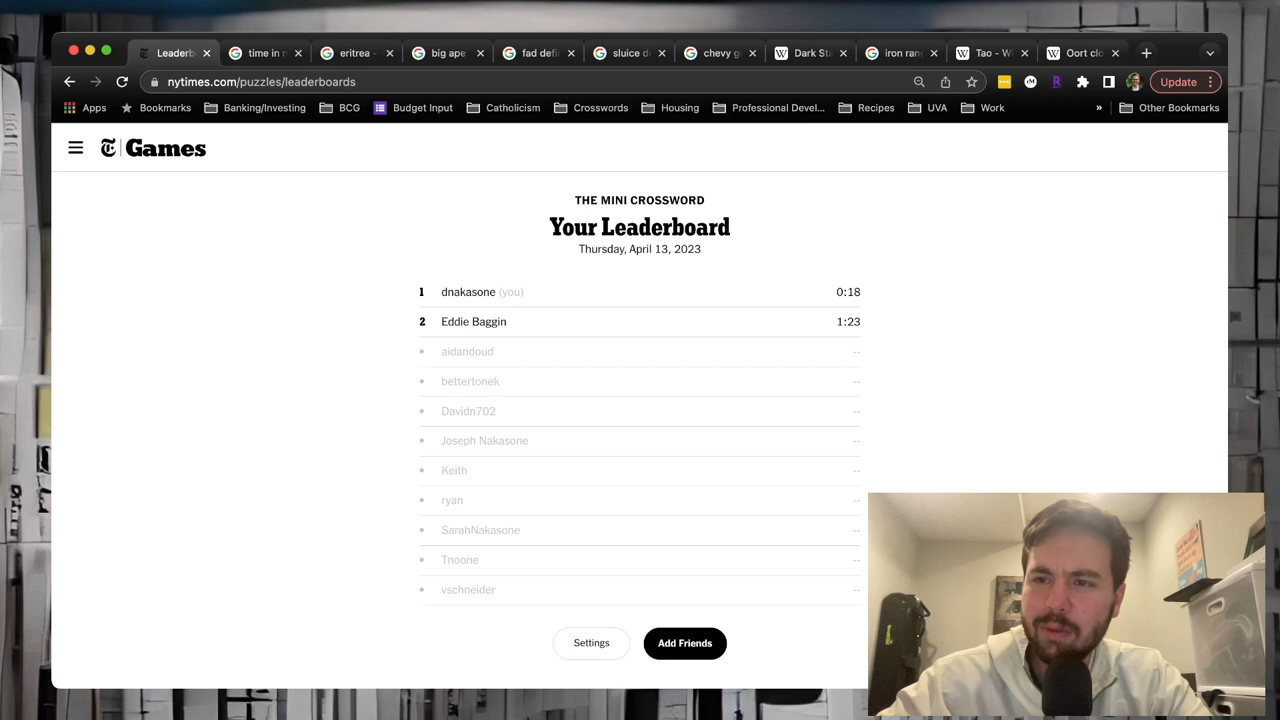 Leaderb
time in n
eritrea -
big ape
fad defi
sluice d
chevy g
Dark Sta
iron ran
Tao - Wi
Oort clo
nytimes.com/puzzles/leaderboards
Update
Apps
Bookmarks
Banking/Investing
BCG
Budget Input
Catholicism
Crosswords
Housing
Professional Devel...
Recipes
UVA
Work
»
Other Bookmarks
Games
THE MINI CROSSWORD
Your Leaderboard
Thursday, April 13, 2023
1 dnakasone (you) 0:18
2 Eddie Baggin 1:23
• aidandoud --
• bettertonek --
• Davidn702 --
• Joseph Nakasone --
• Keith --
• ryan --
• SarahNakasone --
• Tnoone --
• vschneider --
Settings
Add Friends